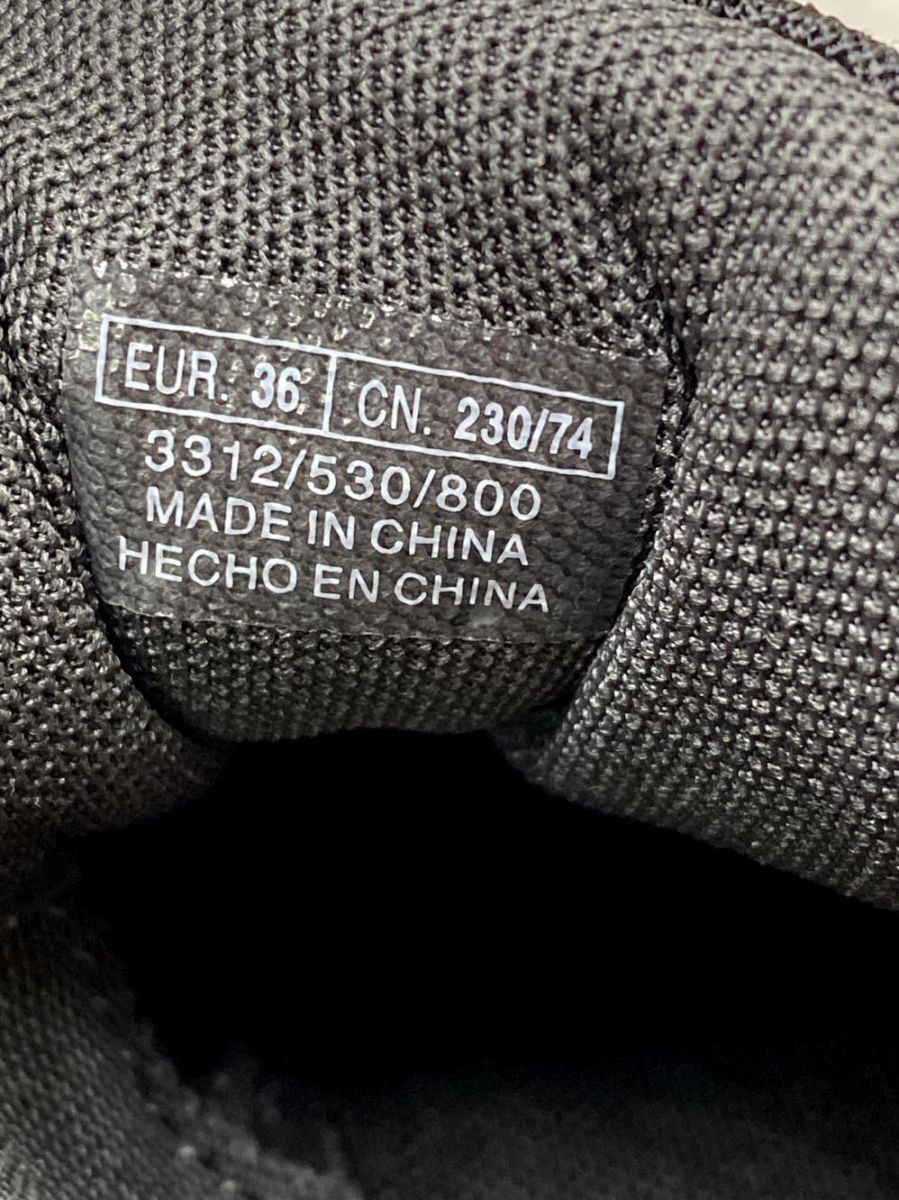 EUR. 36 CN. 230/74
3312/530/800
MADE IN CHINA
HECHO EN CHINA